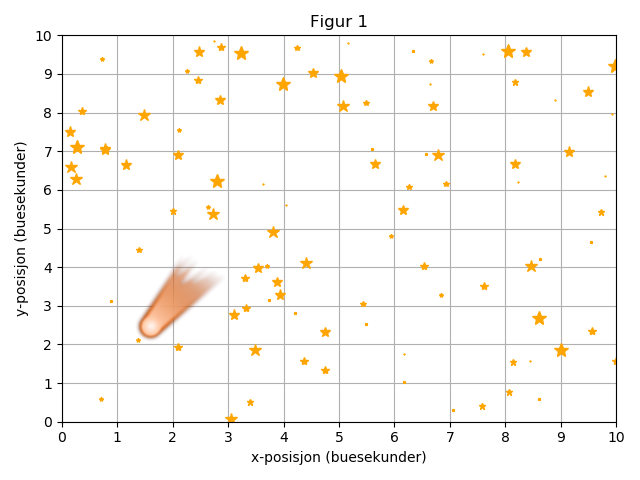 Figur 1
10
9
8
7
6
5
4
3
2
1
0
y-posisjon (buesekunder)
0 1 2 3 4 5 6 7 8 9 10
x-posisjon (buesekunder)